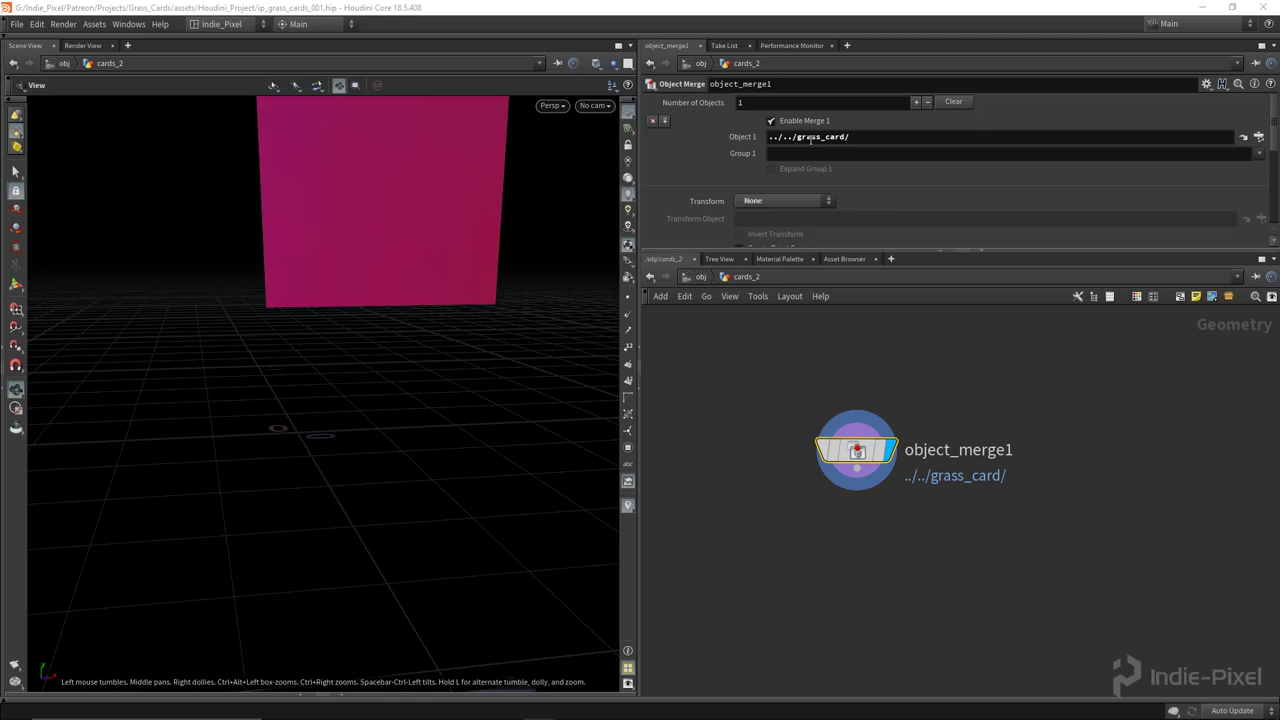 G:/Indie_Pixel/Patreon/Projects/Grass_Cards/assets/Houdini_Project/ip_grass_cards_001.hip - Houdini Core 18.5.408
File Edit Render Assets Windows Help Indie_Pixel Main Main
Scene View Render View
obj cards_2
View
Persp No cam
abc
12
y
x
Left mouse tumbles. Middle pans. Right dollies. Ctrl+Alt+Left box-zooms. Ctrl+Right zooms. Spacebar-Ctrl-Left tilts. Hold L for alternate tumble, dolly, and zoom.
object_merge1 Take List Performance Monitor
obj cards_2
Object Merge object_merge1
Number of Objects 1 Clear
Enable Merge 1
Object 1 ../../grass_card/
Group 1
Expand Group 1
Transform None
Transform Object
Invert Transform
/obj/cards_2 Tree View Material Palette Asset Browser
obj cards_2
Add Edit Go View Tools Layout Help
Geometry
object_merge1
../../grass_card/
Indie-Pixel
Auto Update